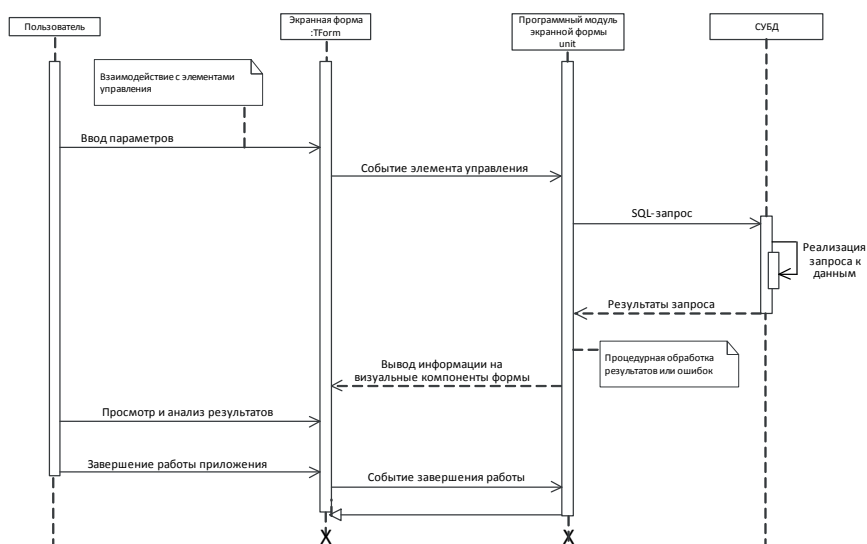 Пользователь
Экранная форма
:TForm
Программный модуль
экранной формы
unit
СУБД
Взаимодействие с элементами
управления
Ввод параметров
Событие элемента управления
SQL-запрос
Реализация
запроса к
данным
Результаты запроса
Процедурная обработка
результатов или ошибок
Вывод информации на
визуальные компоненты формы
Просмотр и анализ результатов
Завершение работы приложения
Событие завершения работы